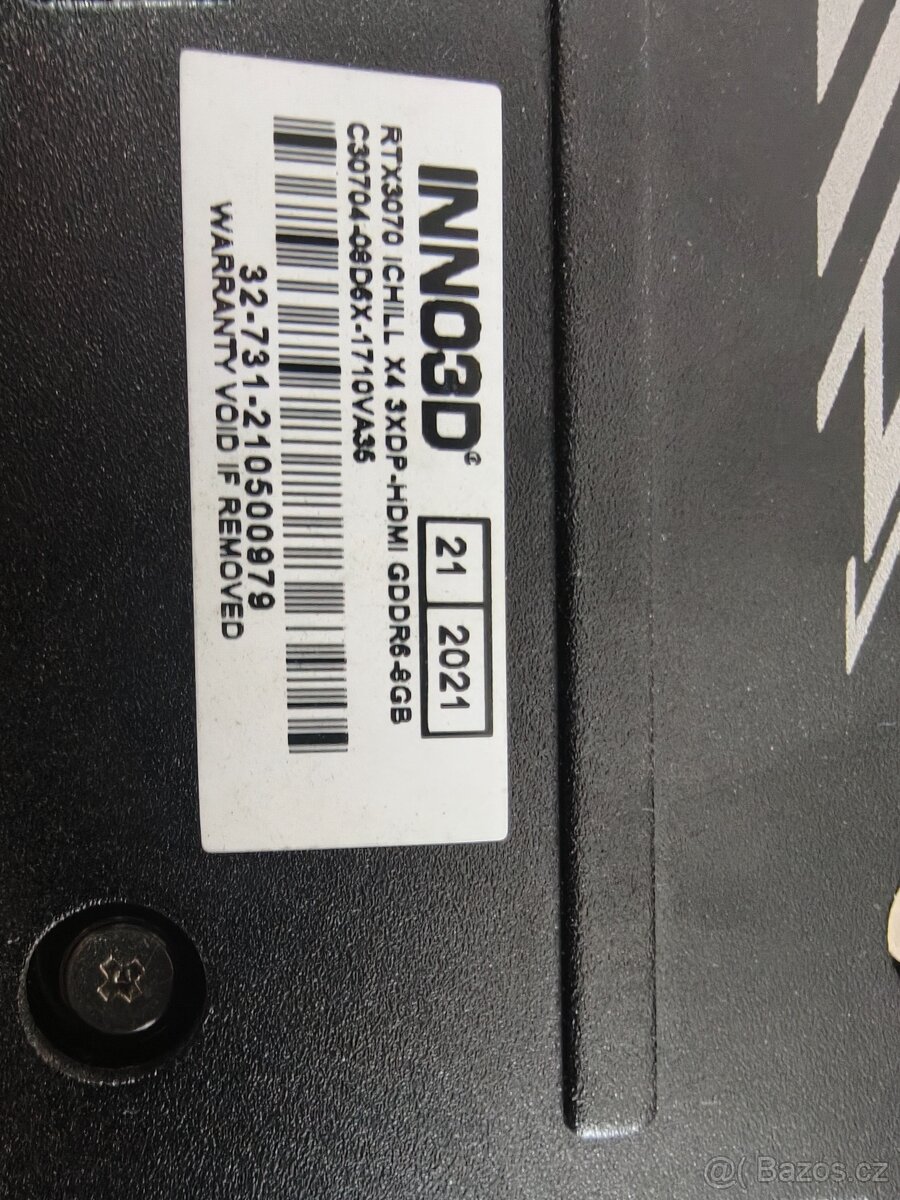 INNO3D®
21 2021
RTX3070 ICHILL X4 3XDP-HDMI GDDR6-8GB
C30704-08D6X-1710VA35
32-731-210500979
WARRANTY VOID IF REMOVED
@( Bazos.cz